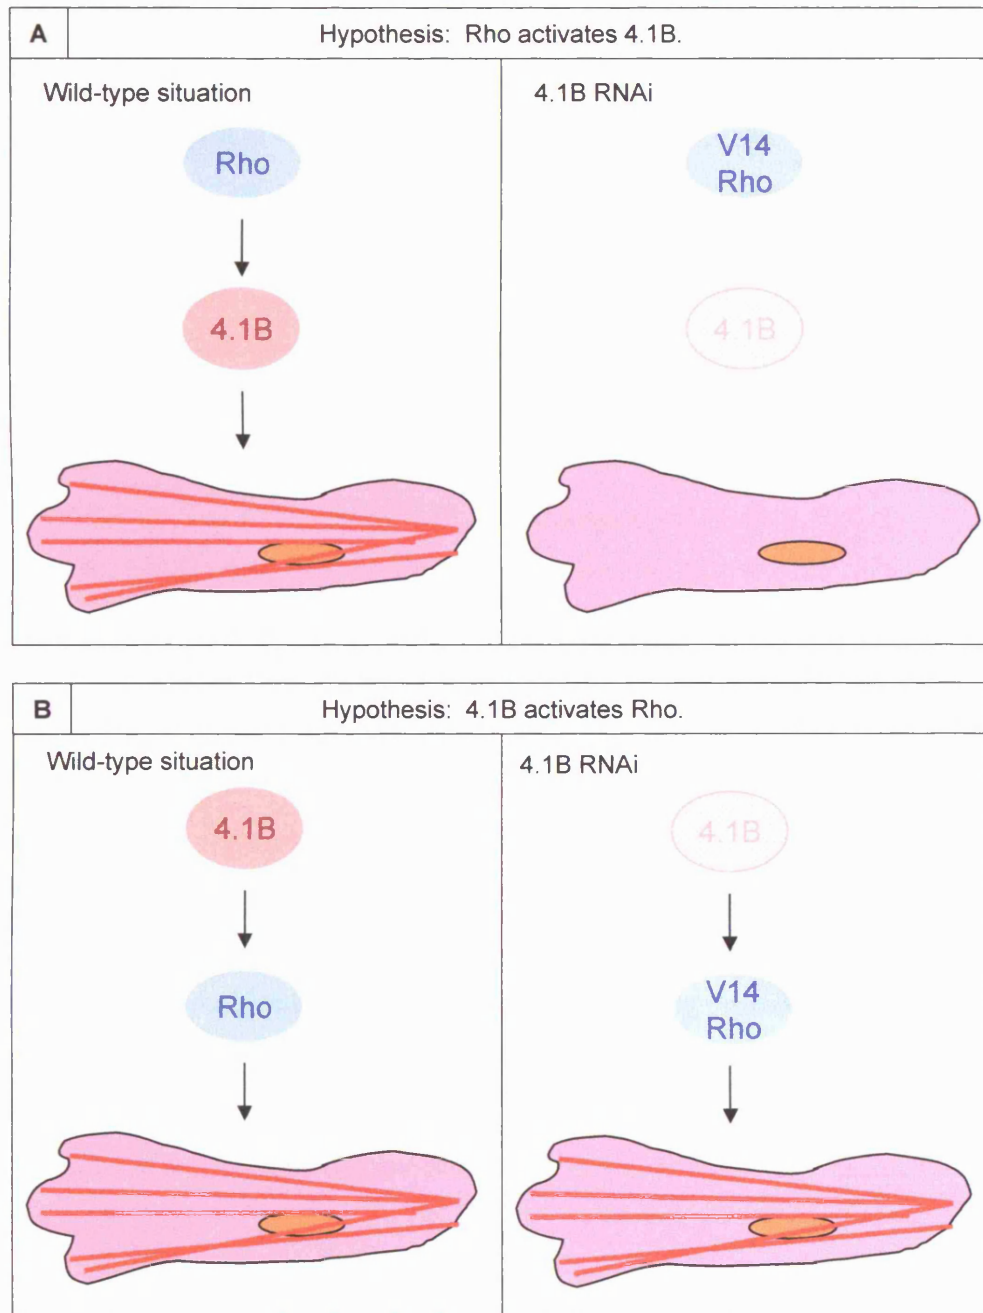 A
Hypothesis: Rho activates 4.1B.
Wild-type situation
Rho
4.1B
4.1B RNAi
V14
Rho
4.1B
B
Hypothesis: 4.1B activates Rho.
Wild-type situation
4.1B
Rho
4.1B RNAi
4.1B
V14
Rho